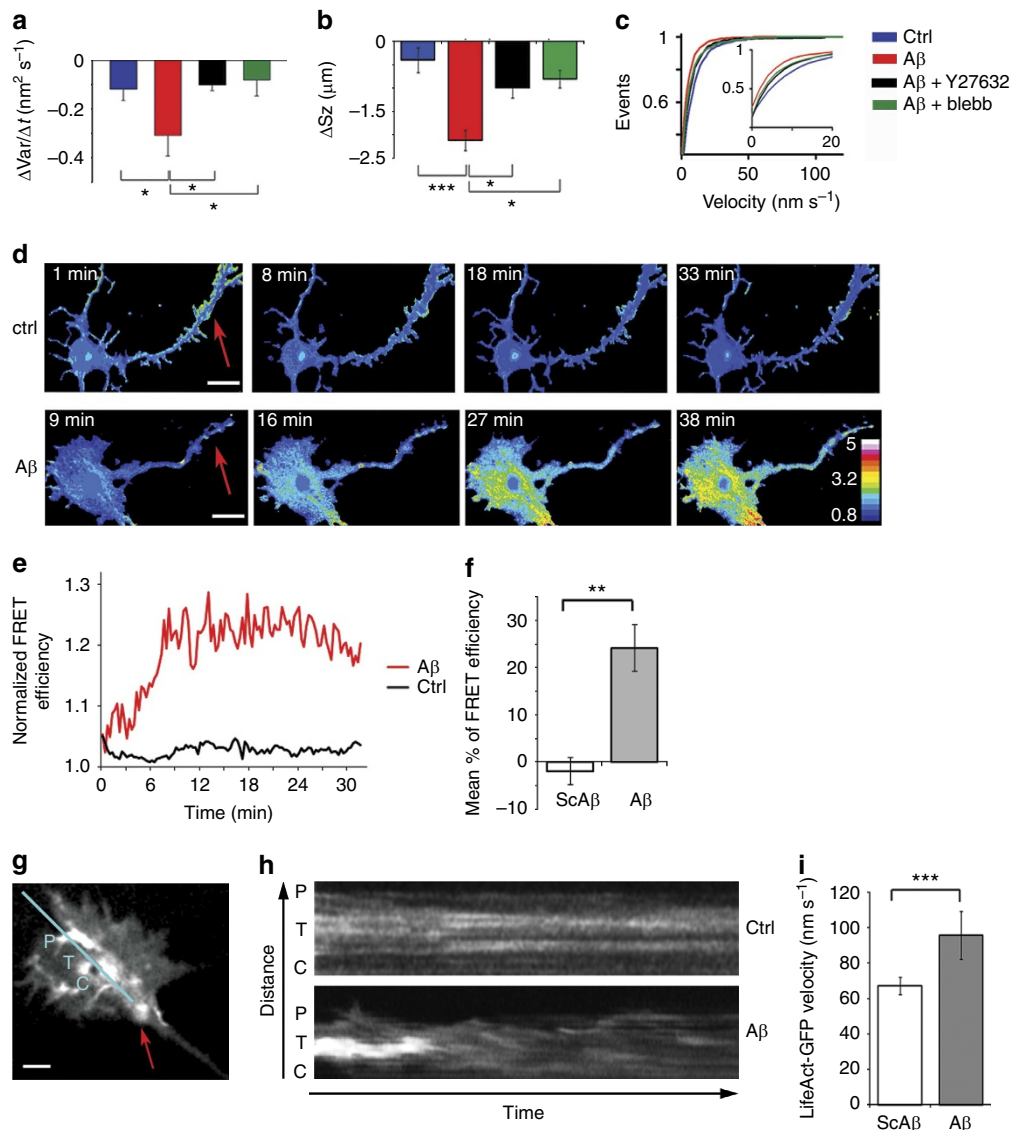 a
ΔVar/Δt (nm² s⁻¹)
0
−0.2
−0.4
*
*
*
b
ΔSz (μm)
0
−1.5
−2.5
***
*
*
c
Events
1
0.6
1
0.5
0
20
0
50
100
Velocity (nm s⁻¹)
Ctrl
Aβ
Aβ + Y27632
Aβ + blebb
d
ctrl
1 min
8 min
18 min
33 min
Aβ
9 min
16 min
27 min
38 min
5
3.2
0.8
e
Normalized FRET
efficiency
1.3
1.2
1.1
1.0
0 6 12 18 24 30
Time (min)
Aβ
Ctrl
f
Mean % of FRET efficiency
30
20
10
0
−10
**
ScAβ
Aβ
g
P
T
C
h
Distance
P
T
C
Ctrl
P
T
C
Aβ
Time
i
LifeAct-GFP velocity (nm s⁻¹)
120
100
80
60
40
20
0
***
ScAβ
Aβ